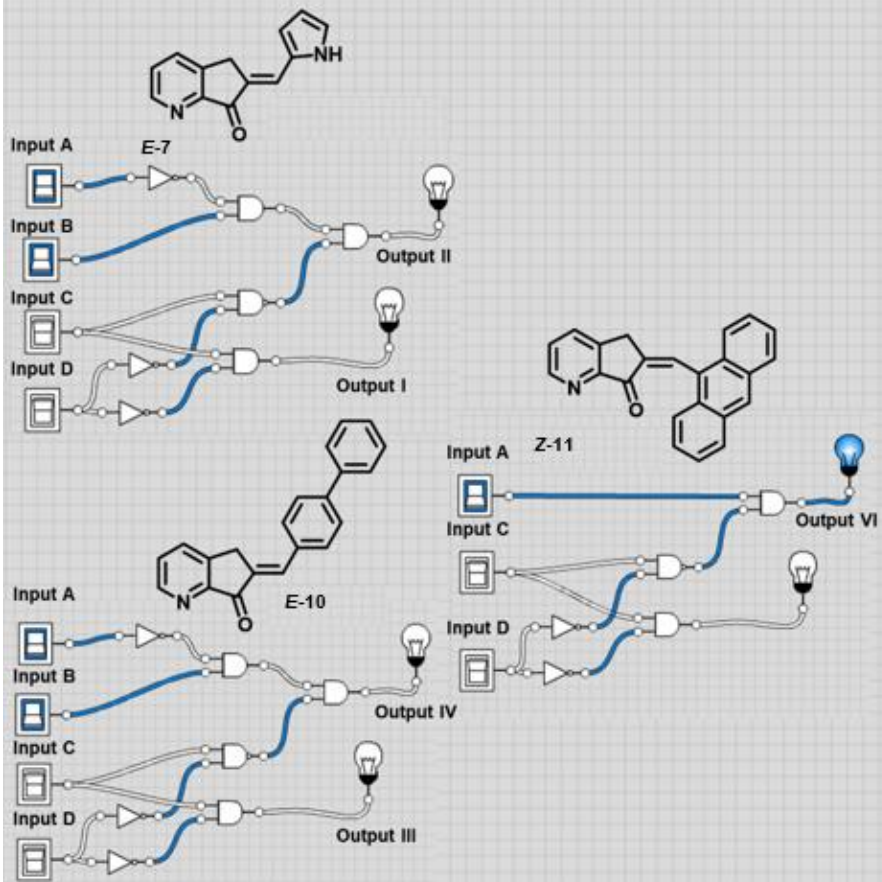 NH
N
O
Input A
E-7
Input B
Output II
Input C
Input D
Output I
N
O
Z-11
Input A
Output VI
Input C
Input D
N
O
E-10
Input A
Input B
Output IV
Input C
Input D
Output III